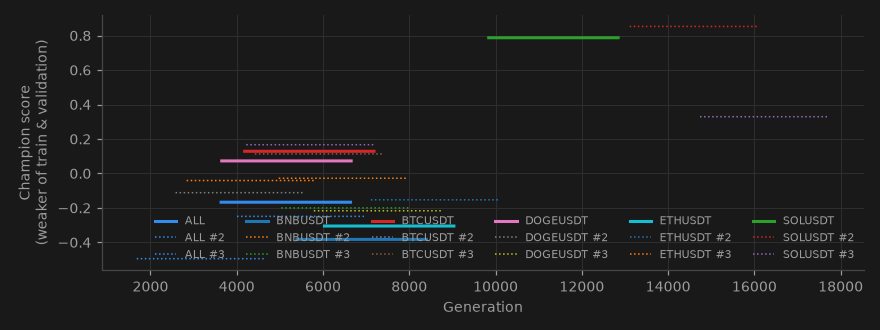 Champion score
(weaker of train & validation)
0.8
0.6
0.4
0.2
0.0
−0.2
−0.4
ALL BNBUSDT BTCUSDT DOGEUSDT ETHUSDT SOLUSDT
ALL #2 BNBUSDT #2 BTCUSDT #2 DOGEUSDT #2 ETHUSDT #2 SOLUSDT #2
ALL #3 BNBUSDT #3 BTCUSDT #3 DOGEUSDT #3 ETHUSDT #3 SOLUSDT #3
2000 4000 6000 8000 10000 12000 14000 16000 18000
Generation